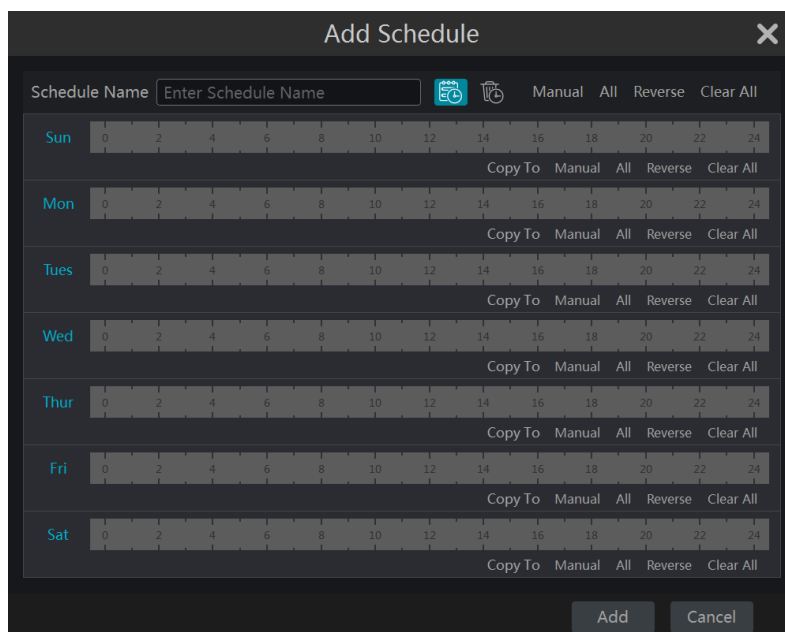 Add Schedule
Schedule Name Enter Schedule Name Manual All Reverse Clear All
Sun 0 2 4 6 8 10 12 14 16 18 20 22 24
Copy To Manual All Reverse Clear All
Mon 0 2 4 6 8 10 12 14 16 18 20 22 24
Copy To Manual All Reverse Clear All
Tues 0 2 4 6 8 10 12 14 16 18 20 22 24
Copy To Manual All Reverse Clear All
Wed 0 2 4 6 8 10 12 14 16 18 20 22 24
Copy To Manual All Reverse Clear All
Thur 0 2 4 6 8 10 12 14 16 18 20 22 24
Copy To Manual All Reverse Clear All
Fri 0 2 4 6 8 10 12 14 16 18 20 22 24
Copy To Manual All Reverse Clear All
Sat 0 2 4 6 8 10 12 14 16 18 20 22 24
Copy To Manual All Reverse Clear All
Add Cancel